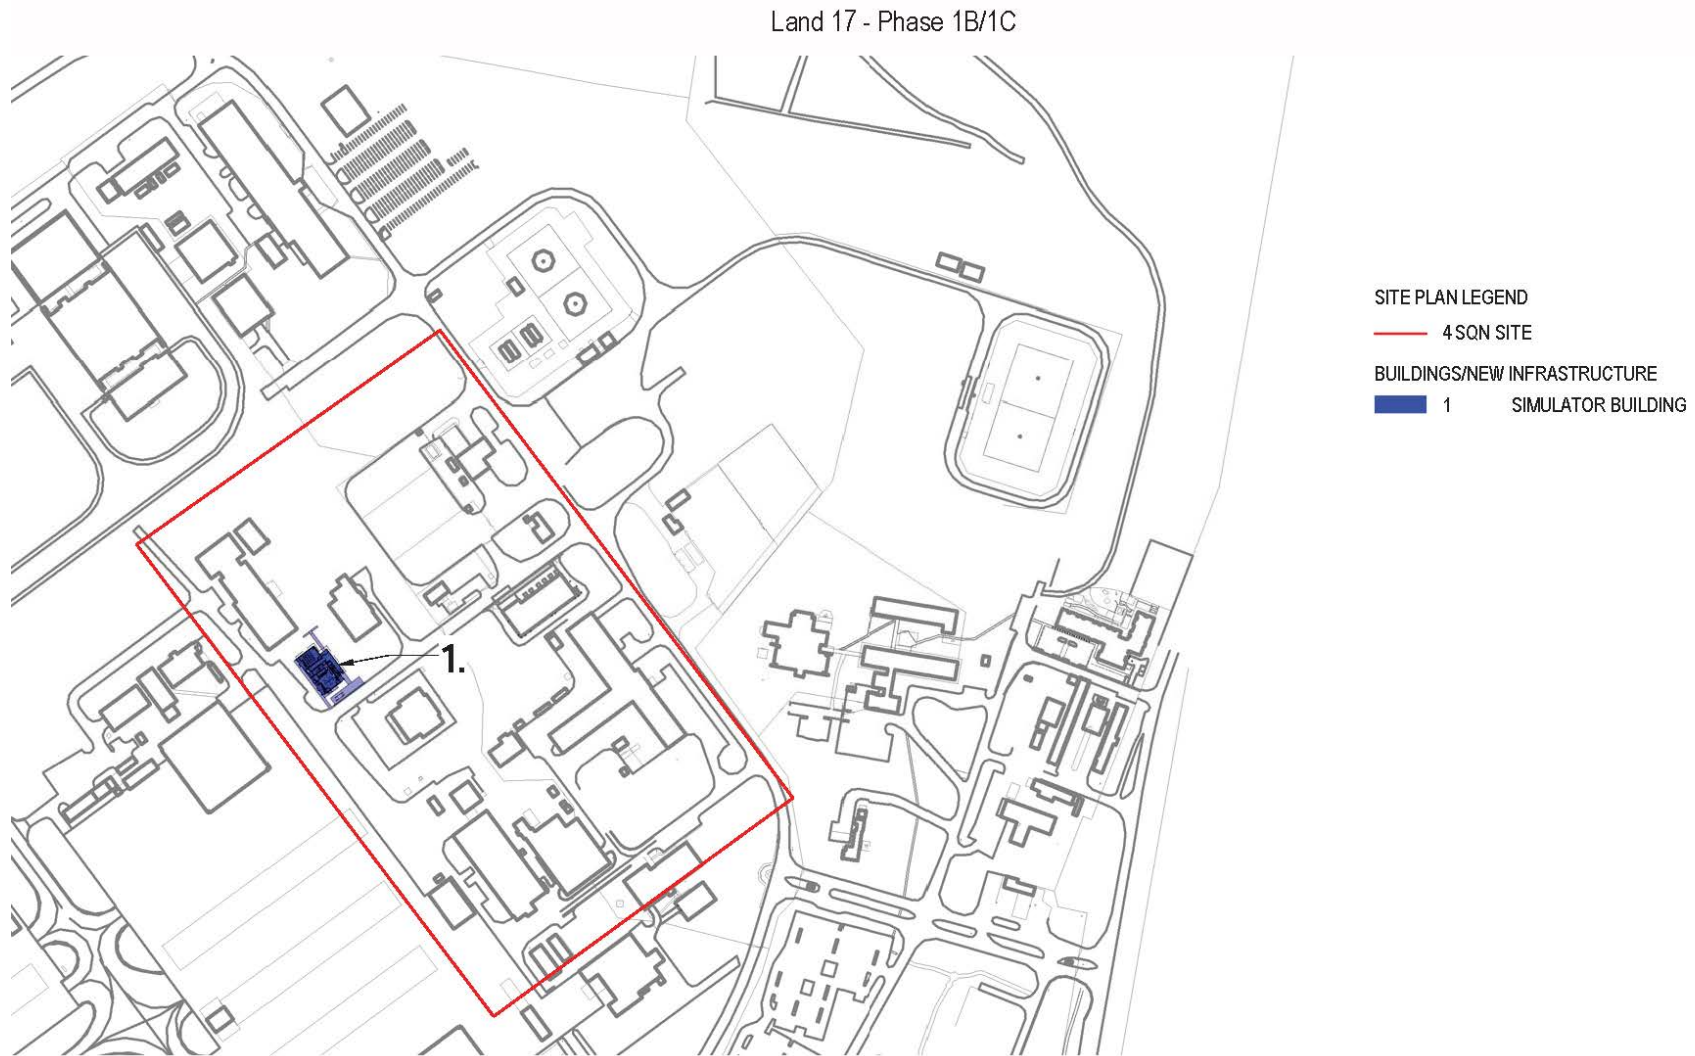 Land 17 - Phase 1B/1C
SITE PLAN LEGEND
4 SQN SITE
BUILDINGS/NEW INFRASTRUCTURE
1 SIMULATOR BUILDING
1.